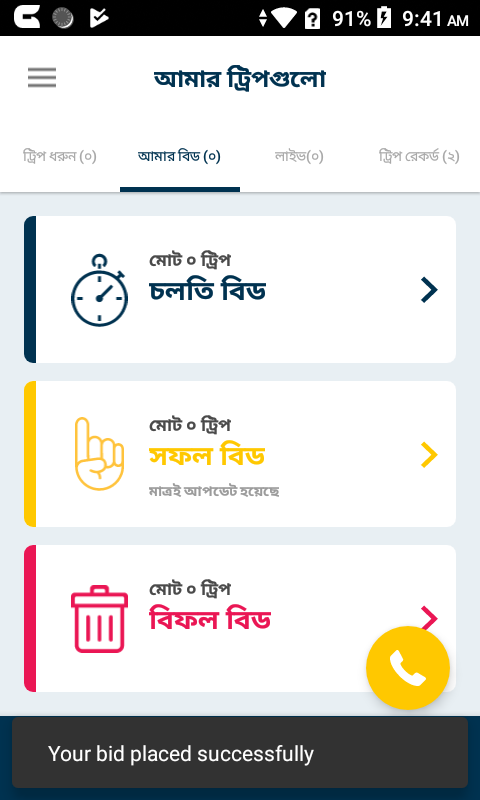 91% 9:41 AM
আমার ট্রিপগুলো
ট্রিপ ধরুন (০) আমার বিড (০) লাইভ(০) ট্রিপ রেকর্ড (২)
মোট ০ ট্রিপ
চলতি বিড
মোট ০ ট্রিপ
সফল বিড
মাত্রই আপডেট হয়েছে
মোট ০ ট্রিপ
বিফল বিড
Your bid placed successfully